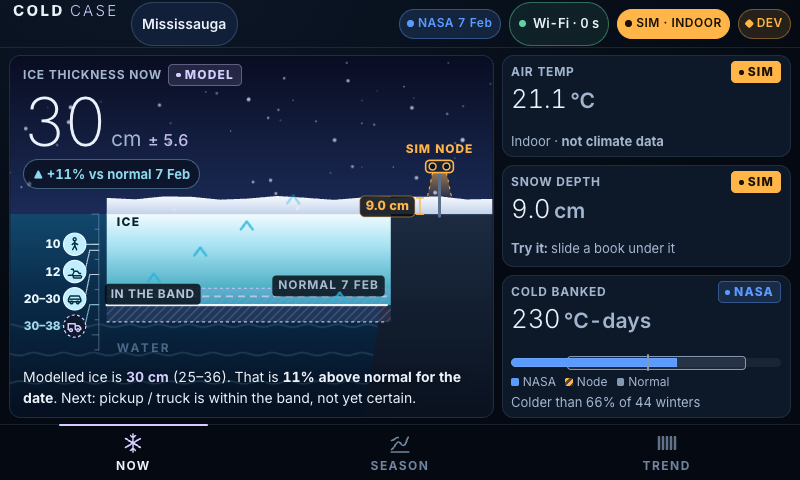 COLD CASE
Mississauga
NASA 7 Feb
Wi-Fi · 0 s
SIM · INDOOR
DEV
ICE THICKNESS NOW
MODEL
30 cm ± 5.6
+11% vs normal 7 Feb
SIM NODE
9.0 cm
ICE
10
12
20–30
30–38
IN THE BAND
NORMAL 7 FEB
WATER
Modelled ice is 30 cm (25–36). That is 11% above normal for the
date. Next: pickup / truck is within the band, not yet certain.
AIR TEMP
SIM
21.1 °C
Indoor · not climate data
SNOW DEPTH
SIM
9.0 cm
Try it: slide a book under it
COLD BANKED
NASA
230 °C-days
NASA Node Normal
Colder than 66% of 44 winters
NOW
SEASON
TREND